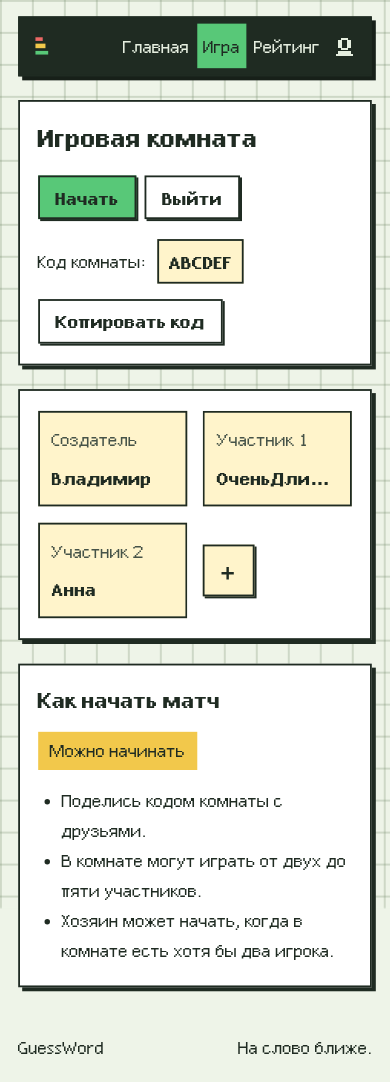 Главная Игра Рейтинг
Игровая комната
Начать Выйти
Код комнаты: ABCDEF
Копировать код
Создатель Участник 1
Владимир ОченьДли...
Участник 2
Анна +
Как начать матч
Можно начинать
• Поделись кодом комнаты с
друзьями.
• В комнате могут играть от двух до
пяти участников.
• Хозяин может начать, когда в
комнате есть хотя бы два игрока.
GuessWord На слово ближе.